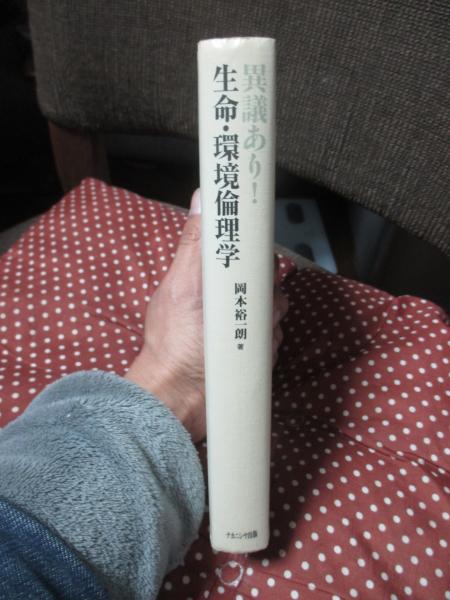 異議あり!
生命・環境倫理学
岡本裕一朗 著
ナカニシヤ出版